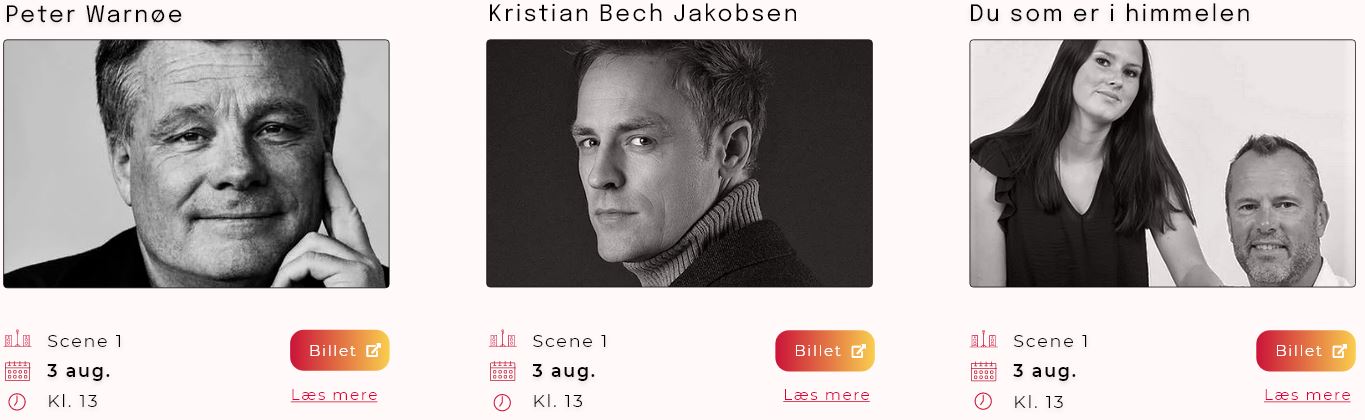 Peter Warnøe
Kristian Bech Jakobsen
Du som er i himmelen
Scene 1
3 aug.
Kl. 13
Billet
Læs mere
Scene 1
3 aug.
Kl. 13
Billet
Læs mere
Scene 1
3 aug.
Kl. 13
Billet
Læs mere